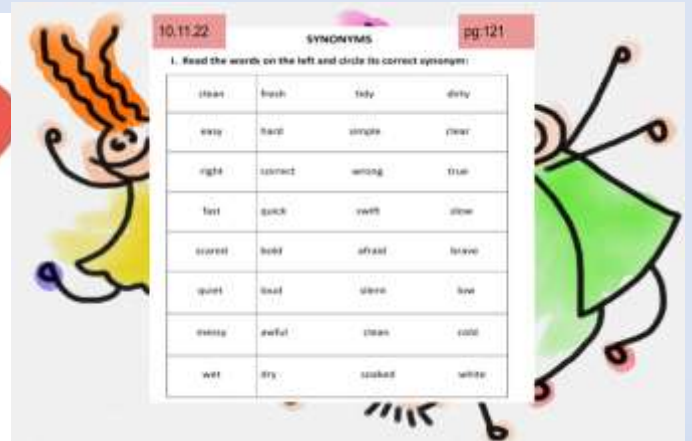 10.11.22
pg:121
SYNONYMS
I. Read the words on the left and circle its correct synonym:
clean fresh tidy dirty
easy hard simple clear
right correct wrong true
fast quick swift slow
scared bold afraid brave
quiet loud silent low
messy awful clean cold
wet dry soaked white